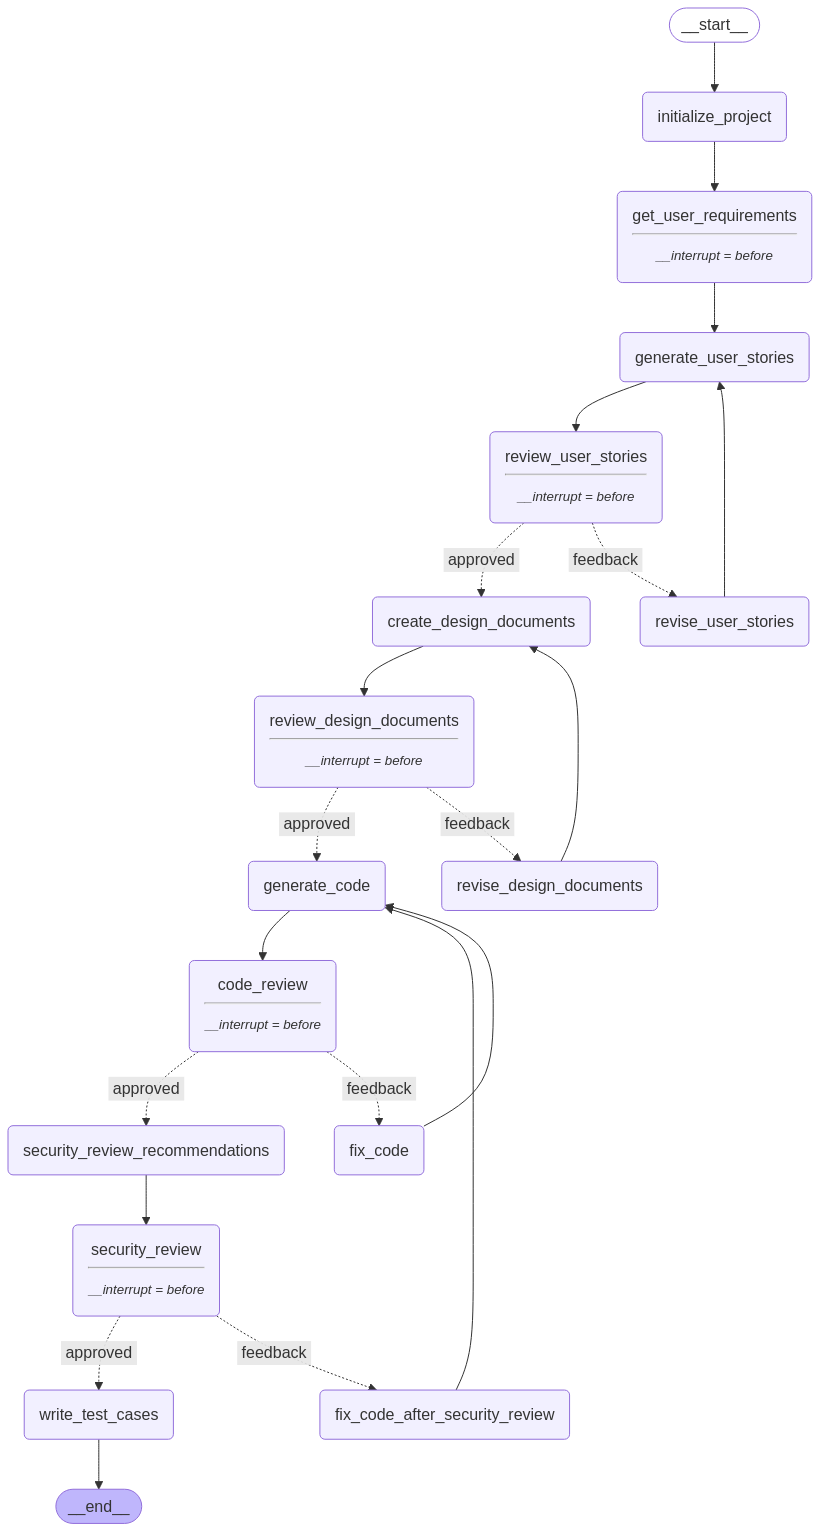 __start__
initialize_project
get_user_requirements
__interrupt = before
generate_user_stories
review_user_stories
__interrupt = before
approved
feedback
create_design_documents
revise_user_stories
review_design_documents
__interrupt = before
approved
feedback
generate_code
revise_design_documents
code_review
__interrupt = before
approved
feedback
security_review_recommendations
fix_code
security_review
__interrupt = before
approved
feedback
write_test_cases
fix_code_after_security_review
__end__